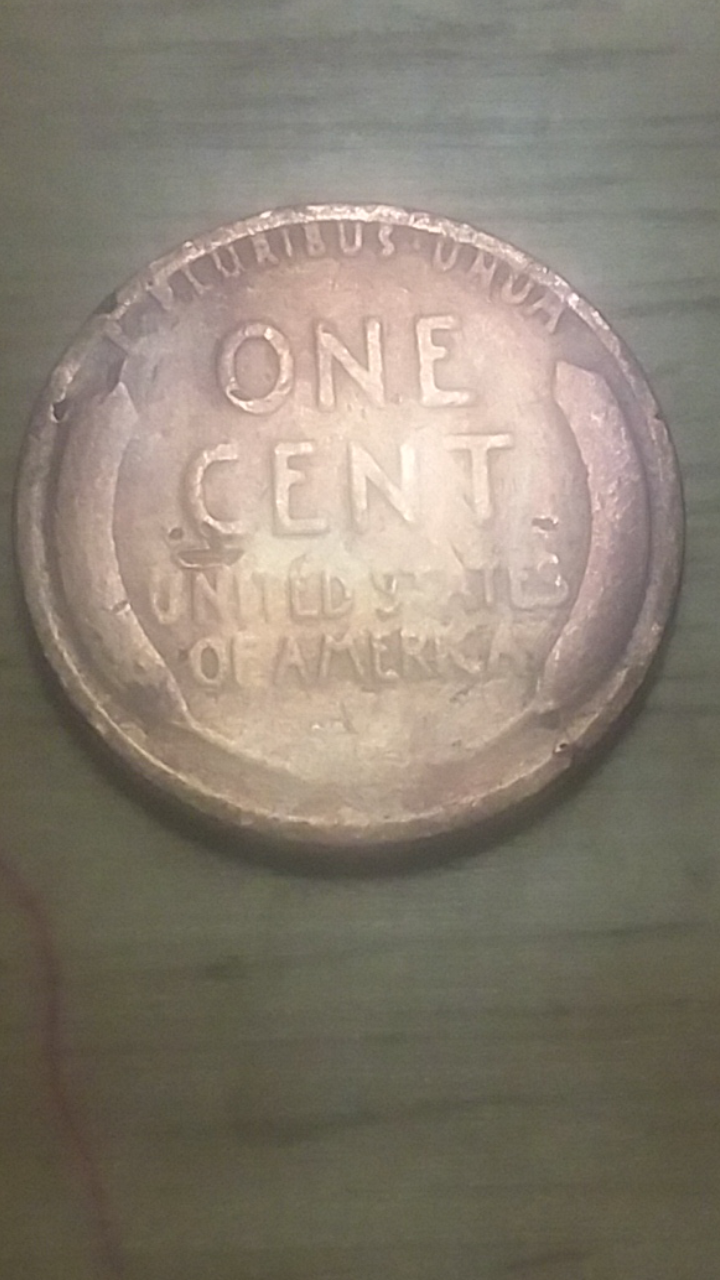 PLURIBUS · UNUM
ONE
CENT
UNITED STATES
OF AMERICA